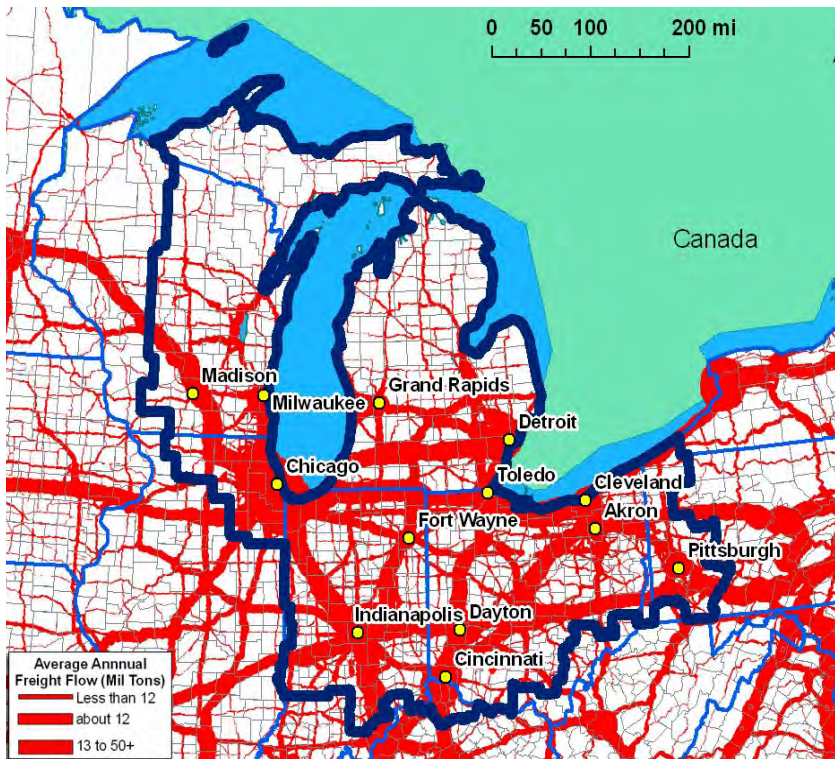 0 50 100 200 mi
Canada
Madison
Milwaukee
Grand Rapids
Detroit
Chicago
Toledo
Cleveland
Akron
Fort Wayne
Pittsburgh
Indianapolis
Dayton
Cincinnati
Average Annnual
Freight Flow (Mil Tons)
Less than 12
about 12
13 to 50+